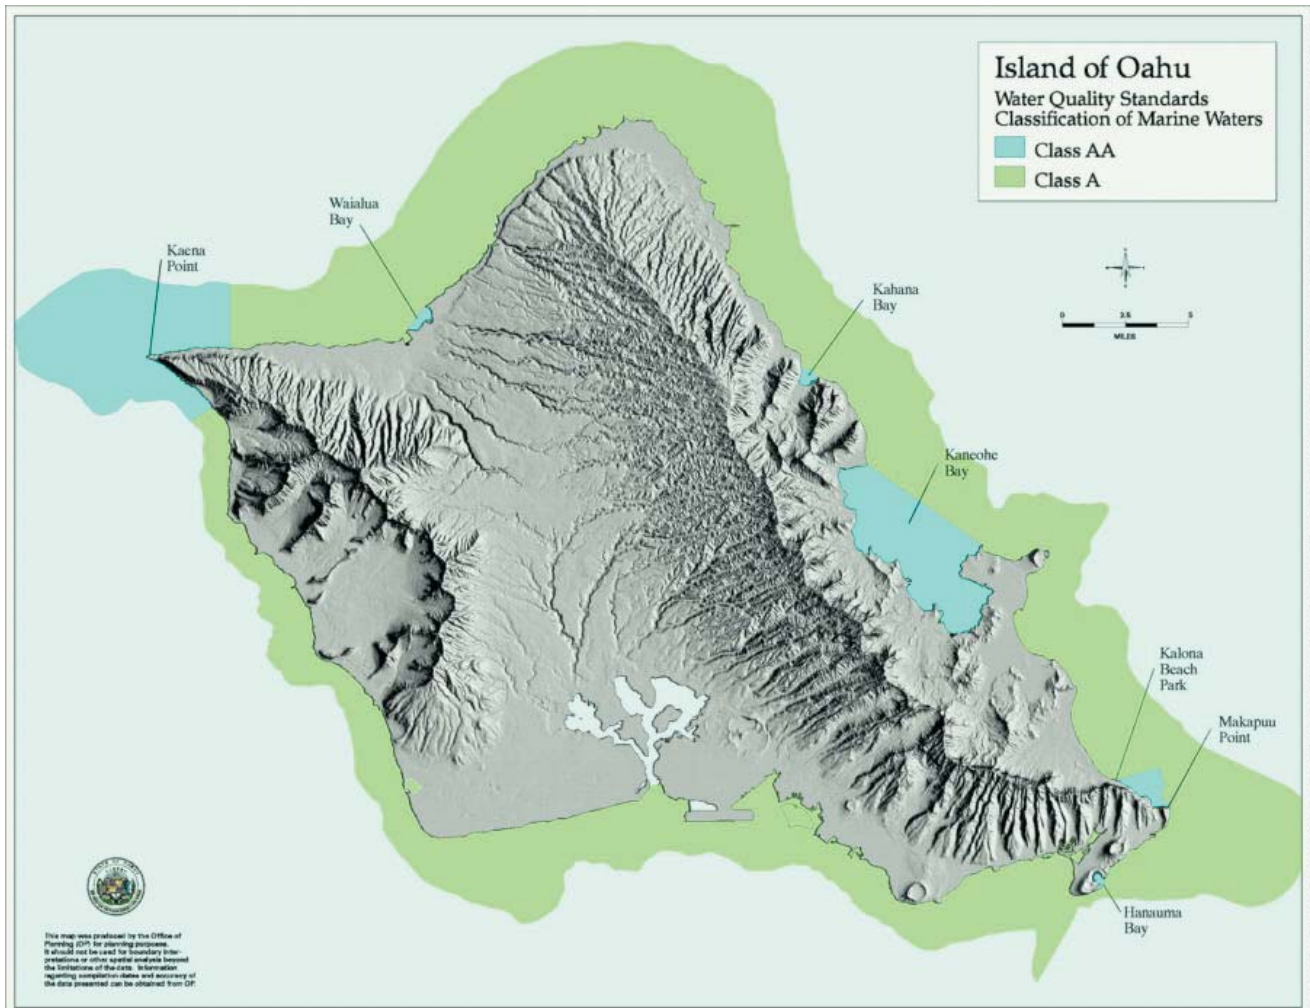 Island of Oahu
Water Quality Standards
Classification of Marine Waters
Class AA
Class A
Waialua
Bay
Kaena
Point
Kahana
Bay
0 2.5 5
MILES
Kaneohe
Bay
Kalona
Beach
Park
Makapuu
Point
Hanauma
Bay
This map was produced by the Office of
Planning (OP) for planning purposes.
It should not be used for boundary inter-
pretations or other spatial analysis beyond
the limitations of the data. Information
regarding compilation dates and accuracy of
the data presented can be obtained from OP.